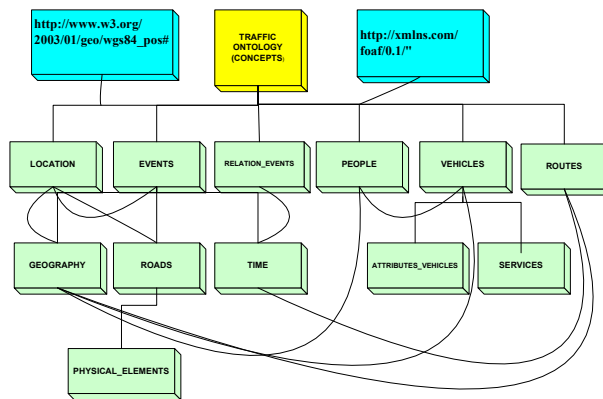 http://www.w3.org/
2003/01/geo/wgs84_pos#
TRAFFIC
ONTOLOGY
(CONCEPTS)
http://xmlns.com/
foaf/0.1/"
LOCATION
EVENTS
RELATION_EVENTS
PEOPLE
VEHICLES
ROUTES
GEOGRAPHY
ROADS
TIME
ATTRIBUTES_VEHICLES
SERVICES
PHYSICAL_ELEMENTS